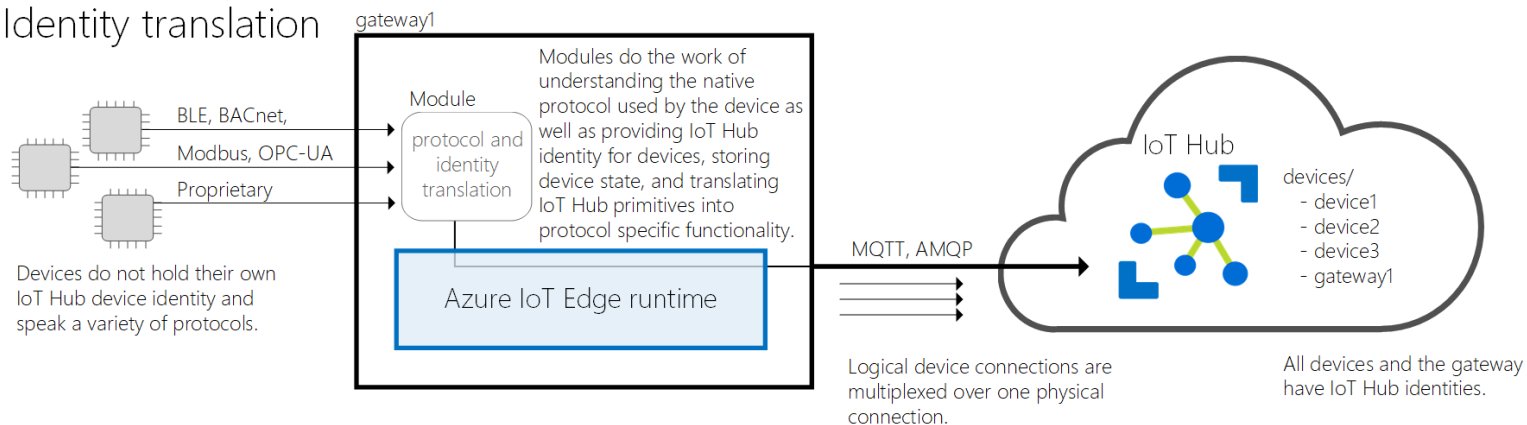 Identity translation
gateway1
BLE, BACnet,
Modbus, OPC-UA
Proprietary
Devices do not hold their own
IoT Hub device identity and
speak a variety of protocols.
Module
protocol and
identity
translation
Modules do the work of
understanding the native
protocol used by the device as
well as providing IoT Hub
identity for devices, storing
device state, and translating
IoT Hub primitives into
protocol specific functionality.
Azure IoT Edge runtime
MQTT, AMQP
Logical device connections are
multiplexed over one physical
connection.
IoT Hub
devices/
- device1
- device2
- device3
- gateway1
All devices and the gateway
have IoT Hub identities.